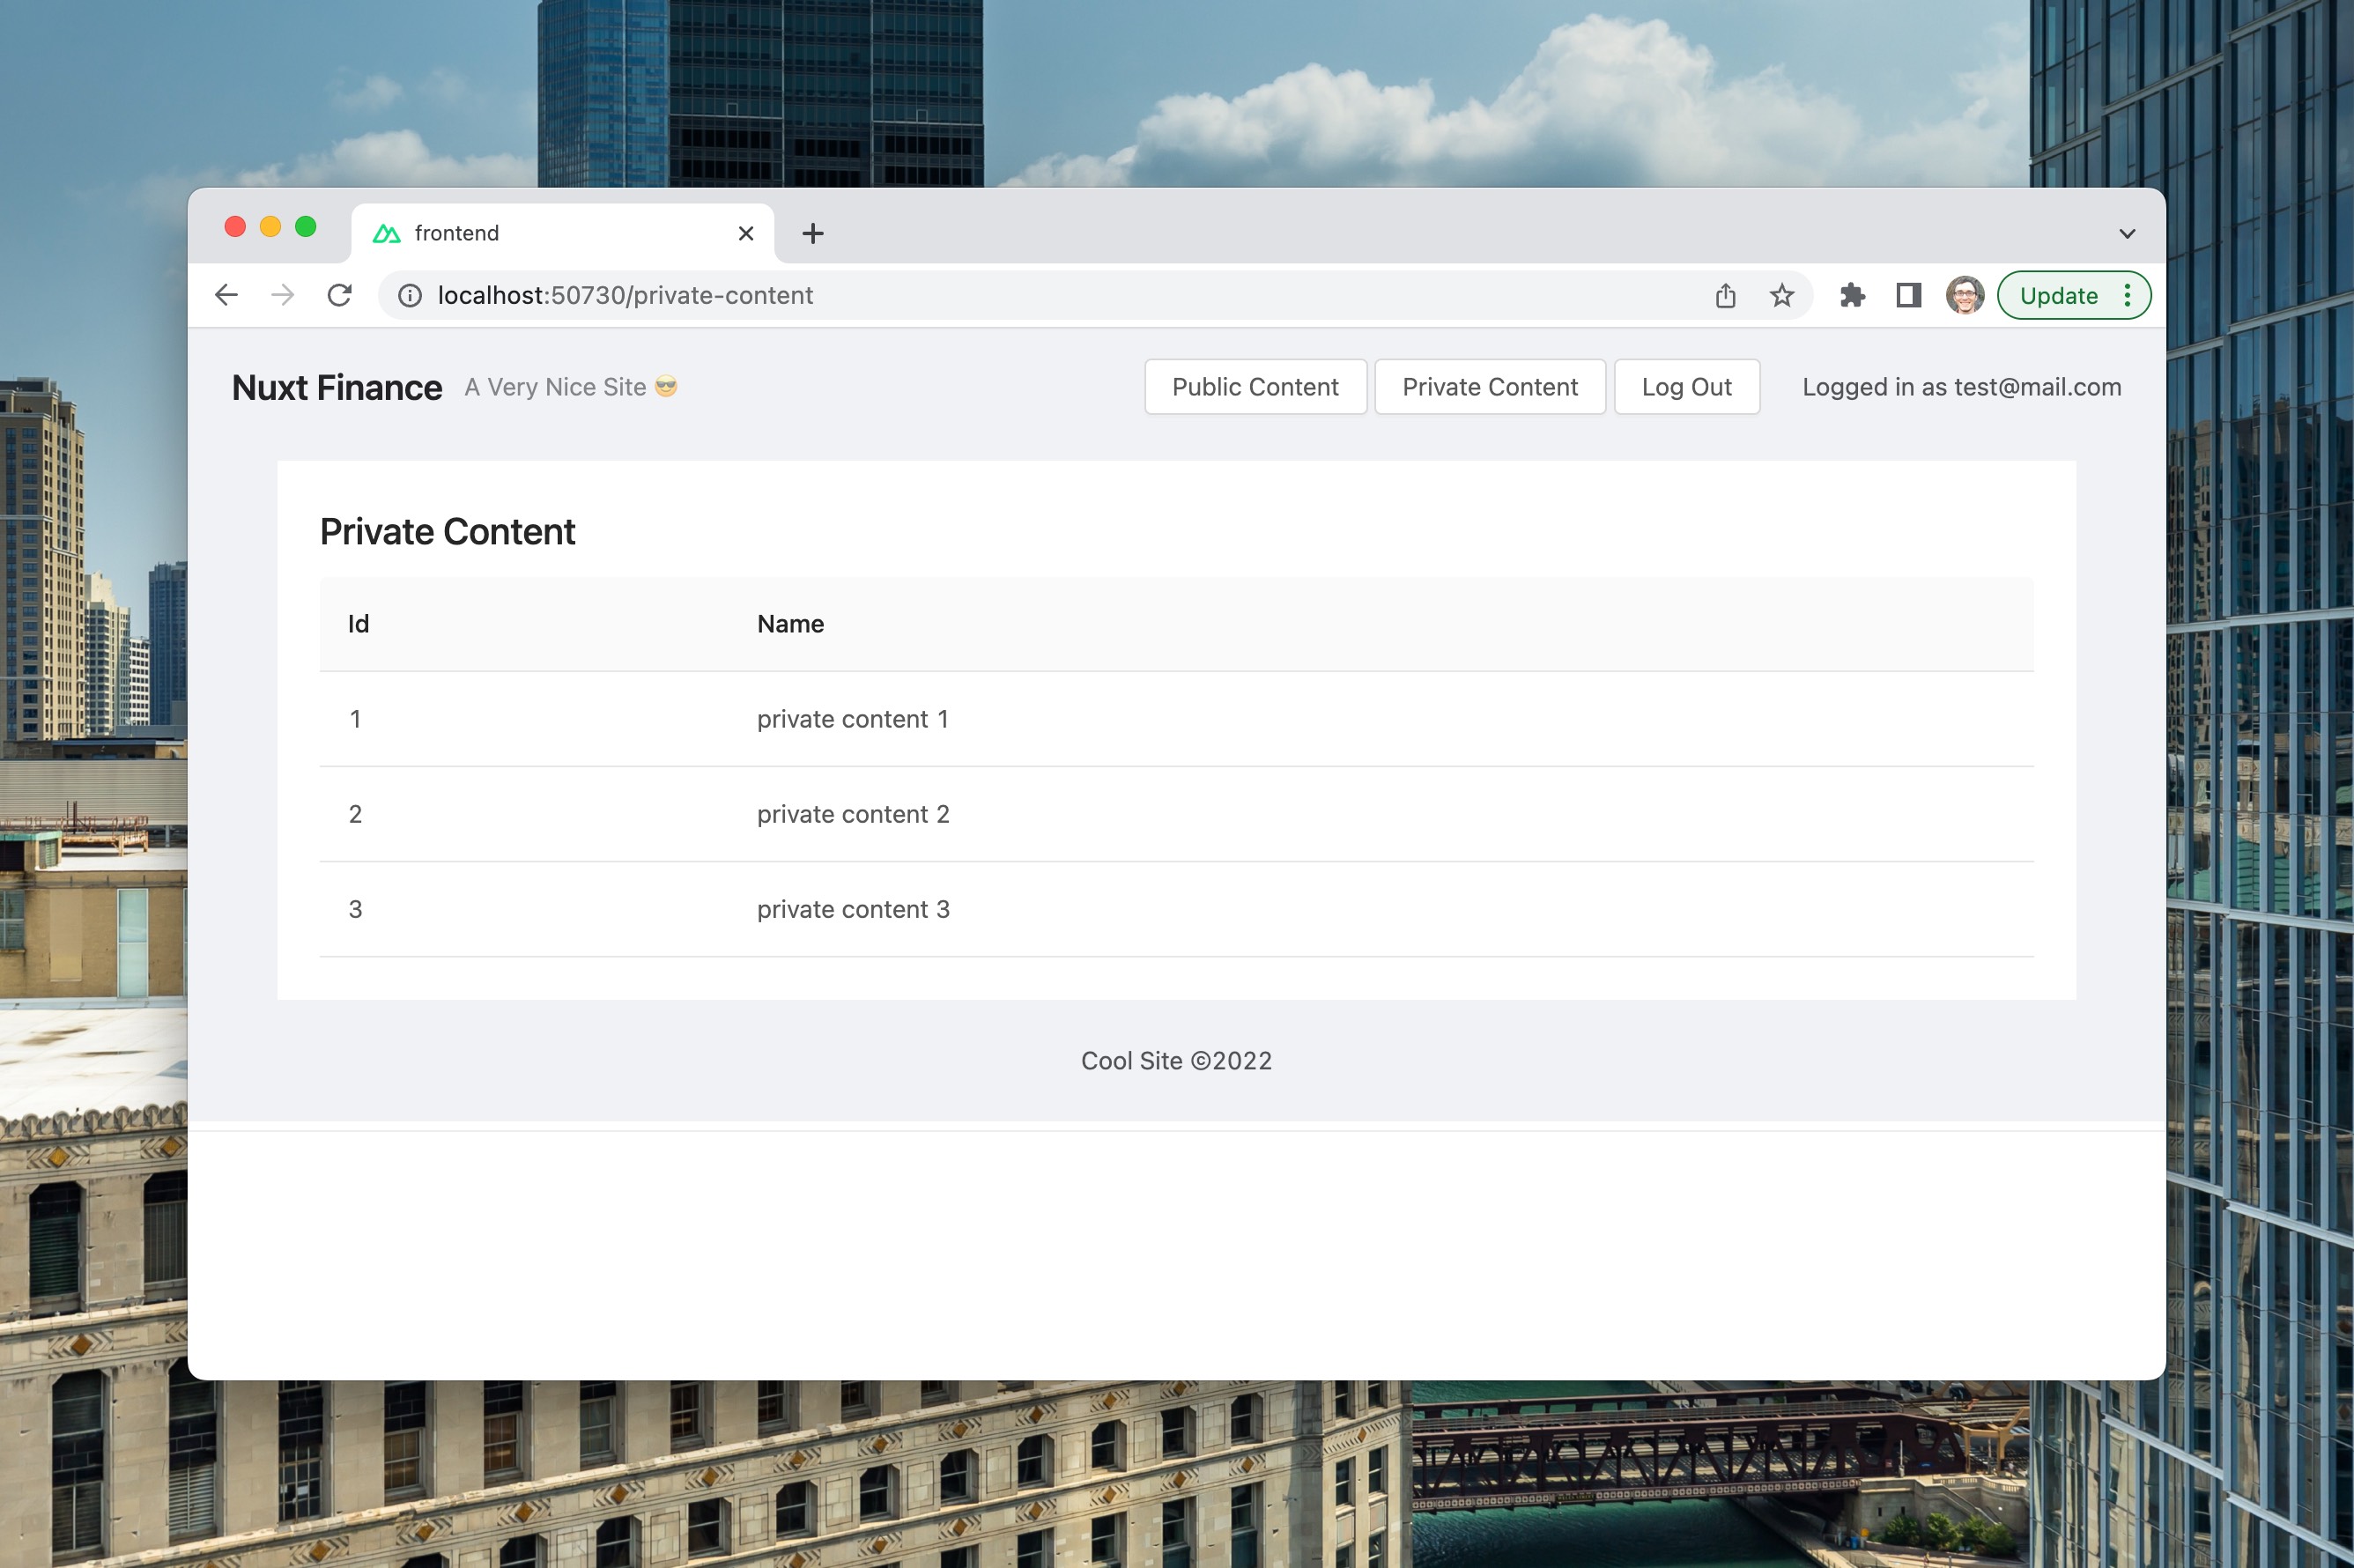 frontend
localhost:50730/private-content
Update
Nuxt Finance A Very Nice Site 😎 Public Content Private Content Log Out Logged in as test@mail.com
Private Content
Id Name
1 private content 1
2 private content 2
3 private content 3
Cool Site ©2022